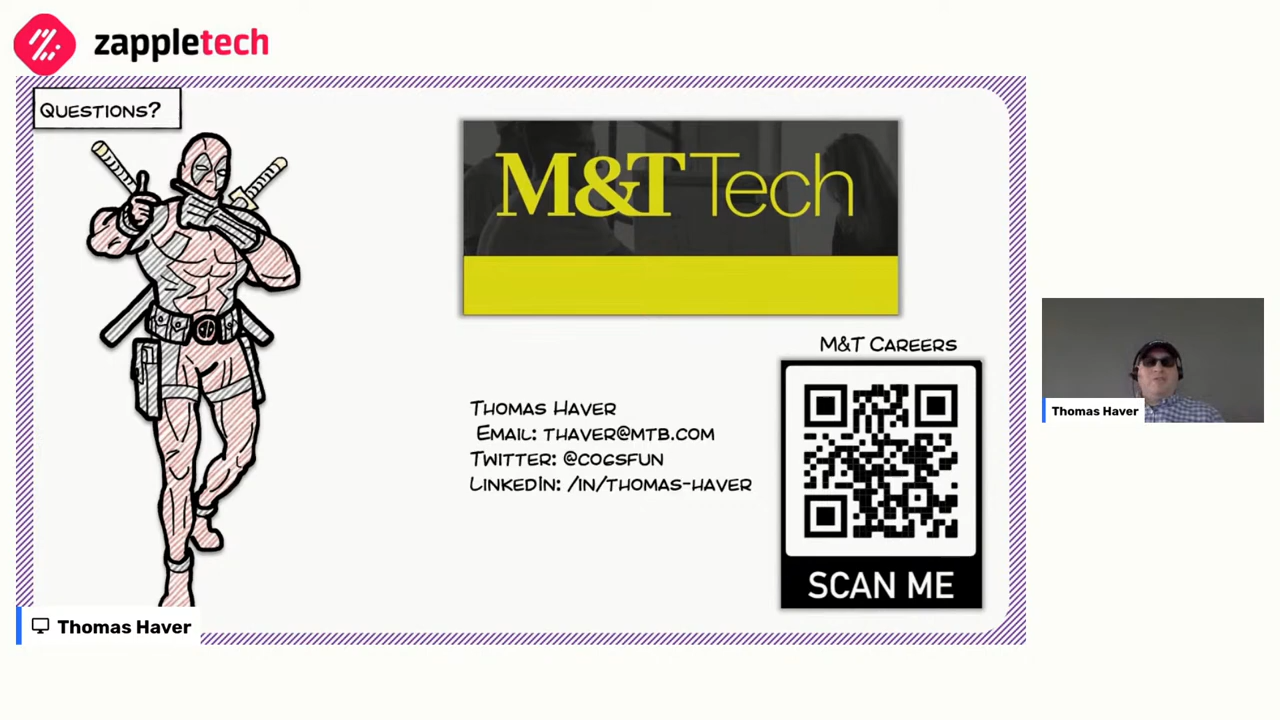 zappletech
Questions?
M&T Tech
M&T Careers
Thomas Haver
Email: thaver@mtb.com
Twitter: @cogsfun
LinkedIn: /in/thomas-haver
SCAN ME
Thomas Haver
Thomas Haver